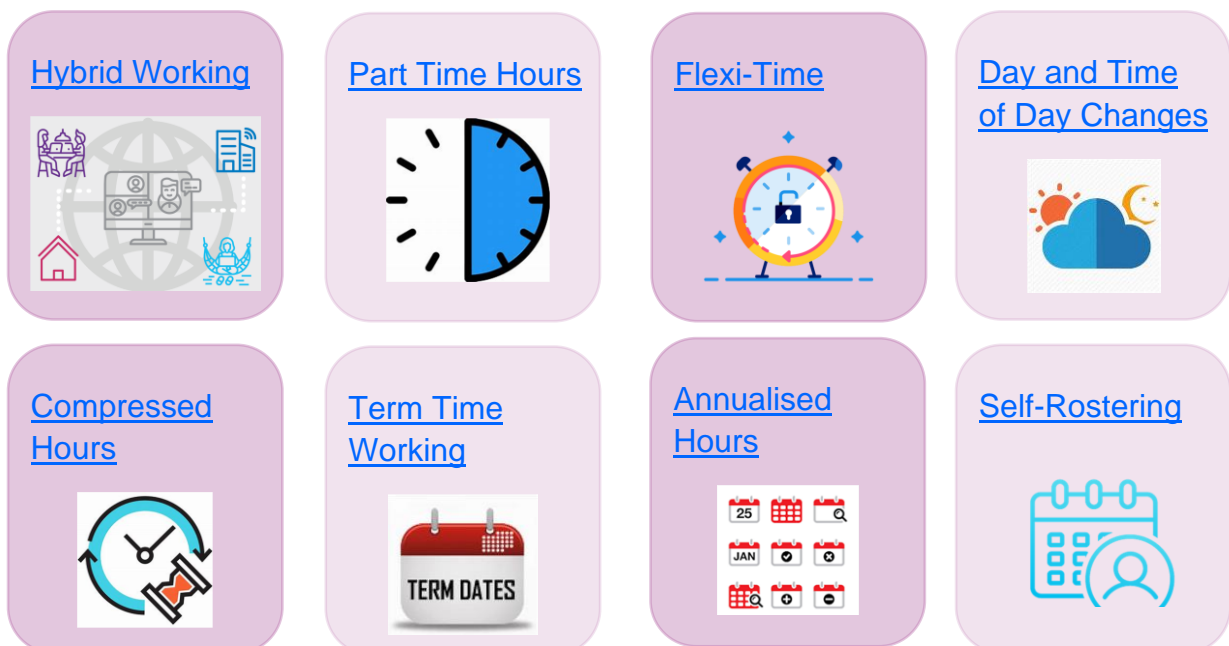 Hybrid Working
Part Time Hours
Flexi-Time
Day and Time
of Day Changes
Compressed
Hours
Term Time
Working
TERM DATES
Annualised
Hours
25
JAN
Self-Rostering